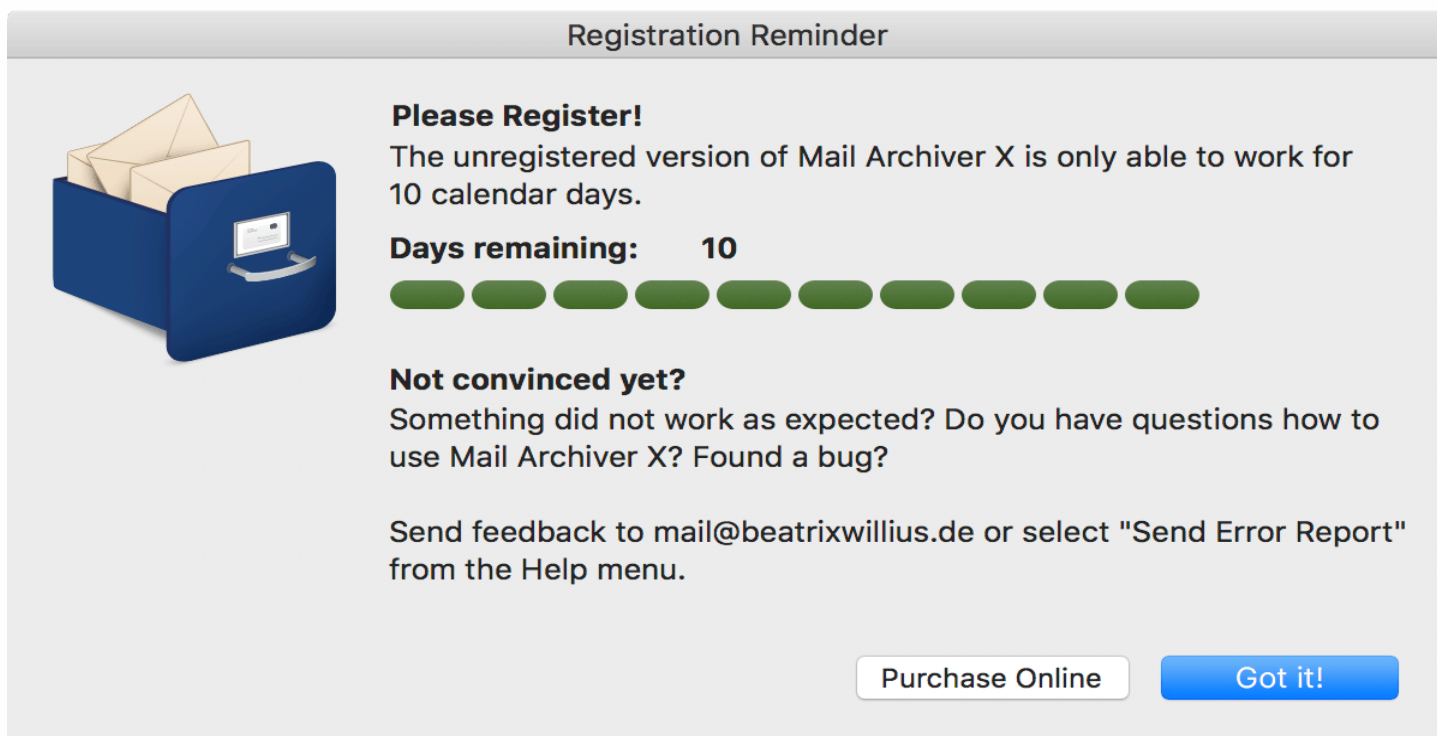 Registration Reminder
Please Register!
The unregistered version of Mail Archiver X is only able to work for
10 calendar days.
Days remaining: 10
Not convinced yet?
Something did not work as expected? Do you have questions how to
use Mail Archiver X? Found a bug?
Send feedback to mail@beatrixwillius.de or select "Send Error Report"
from the Help menu.
Purchase Online
Got it!